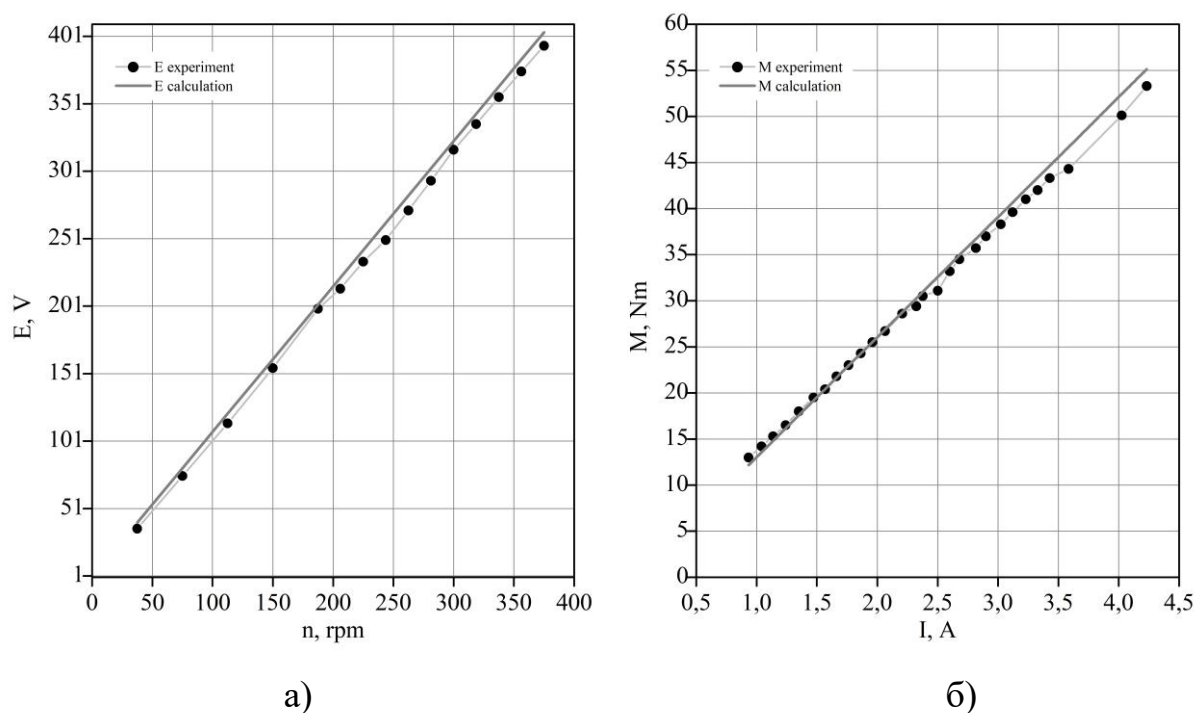 401
351
301
251
201
151
101
51
1
E, V
E experiment
E calculation
0 50 100 150 200 250 300 350 400
n, rpm
а)
60
55
50
45
40
35
30
25
20
15
10
5
0
M, Nm
M experiment
M calculation
0,5 1,0 1,5 2,0 2,5 3,0 3,5 4,0 4,5
I, A
б)